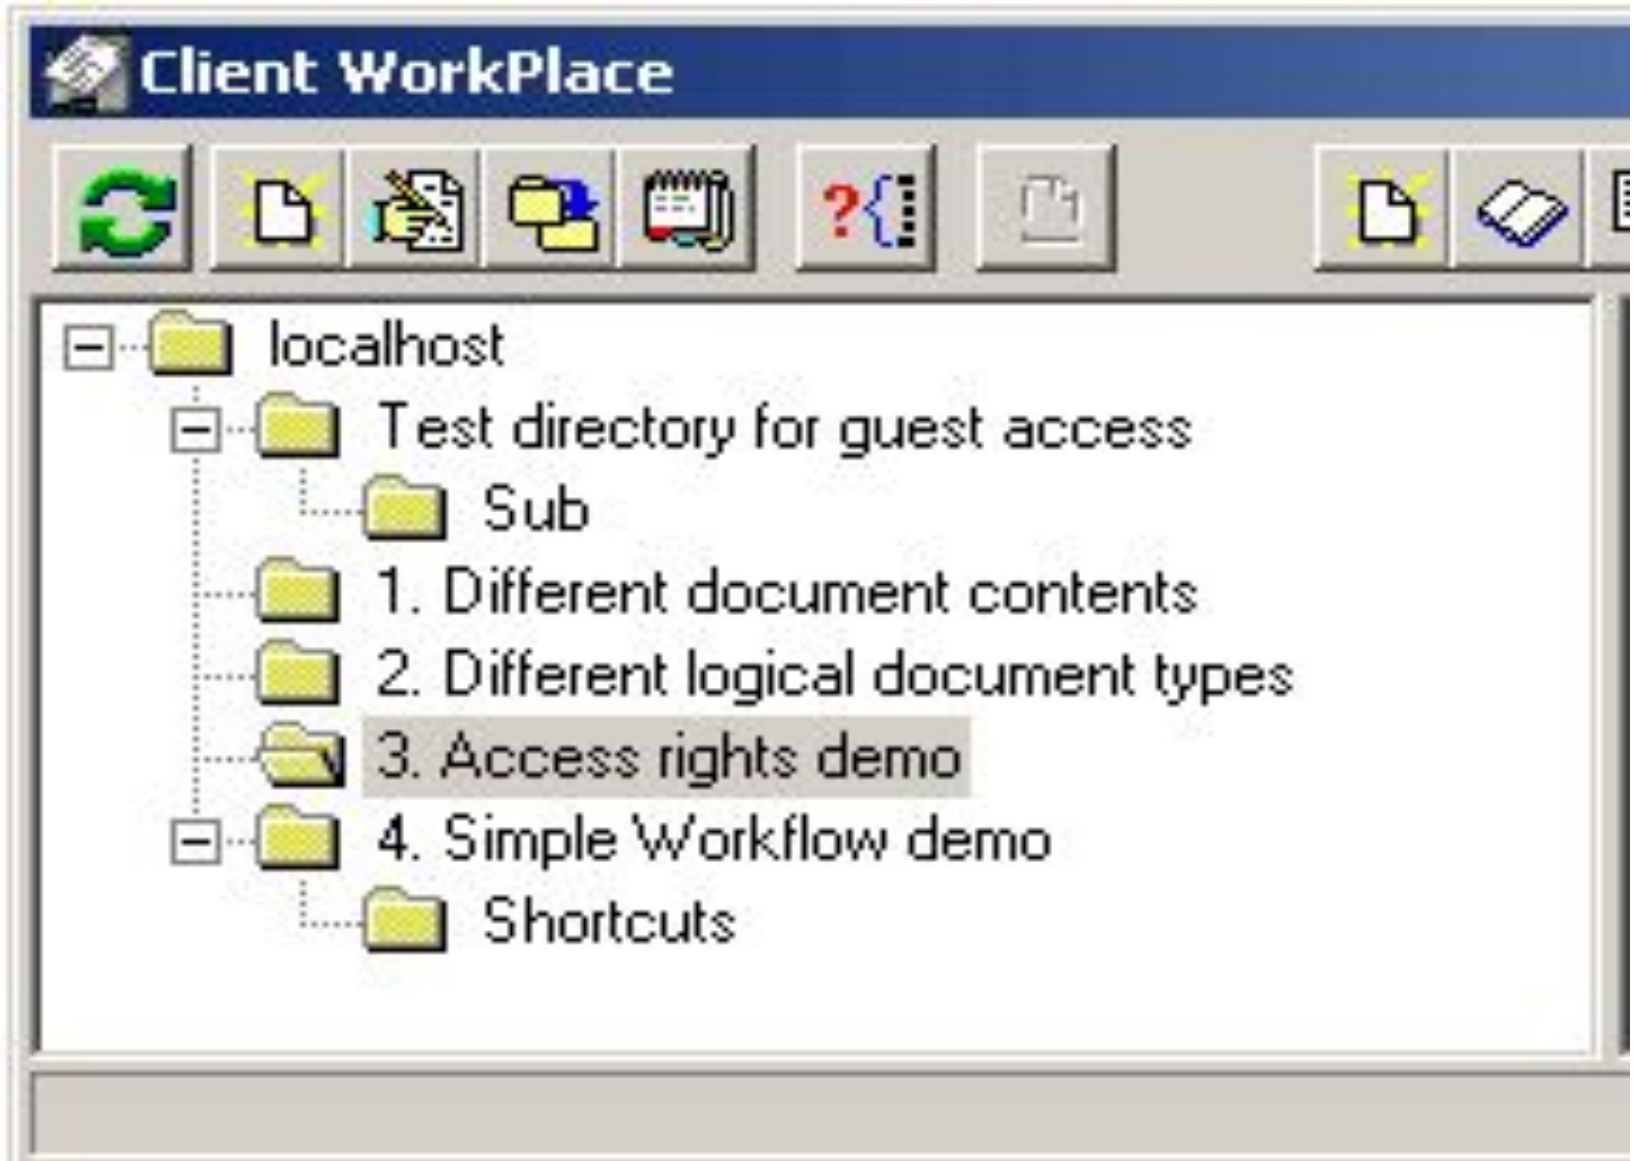 Client WorkPlace
localhost
Test directory for guest access
Sub
1. Different document contents
2. Different logical document types
3. Access rights demo
4. Simple Workflow demo
Shortcuts